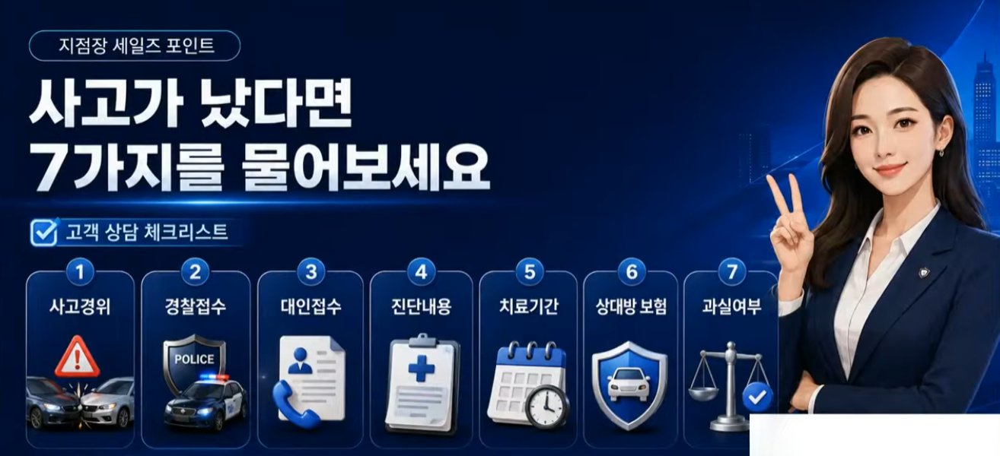 지점장 세일즈 포인트
사고가 났다면
7가지를 물어보세요
고객 상담 체크리스트
1
사고경위
2
경찰접수
POLICE
3
대인접수
4
진단내용
5
치료기간
6
상대방 보험
7
과실여부